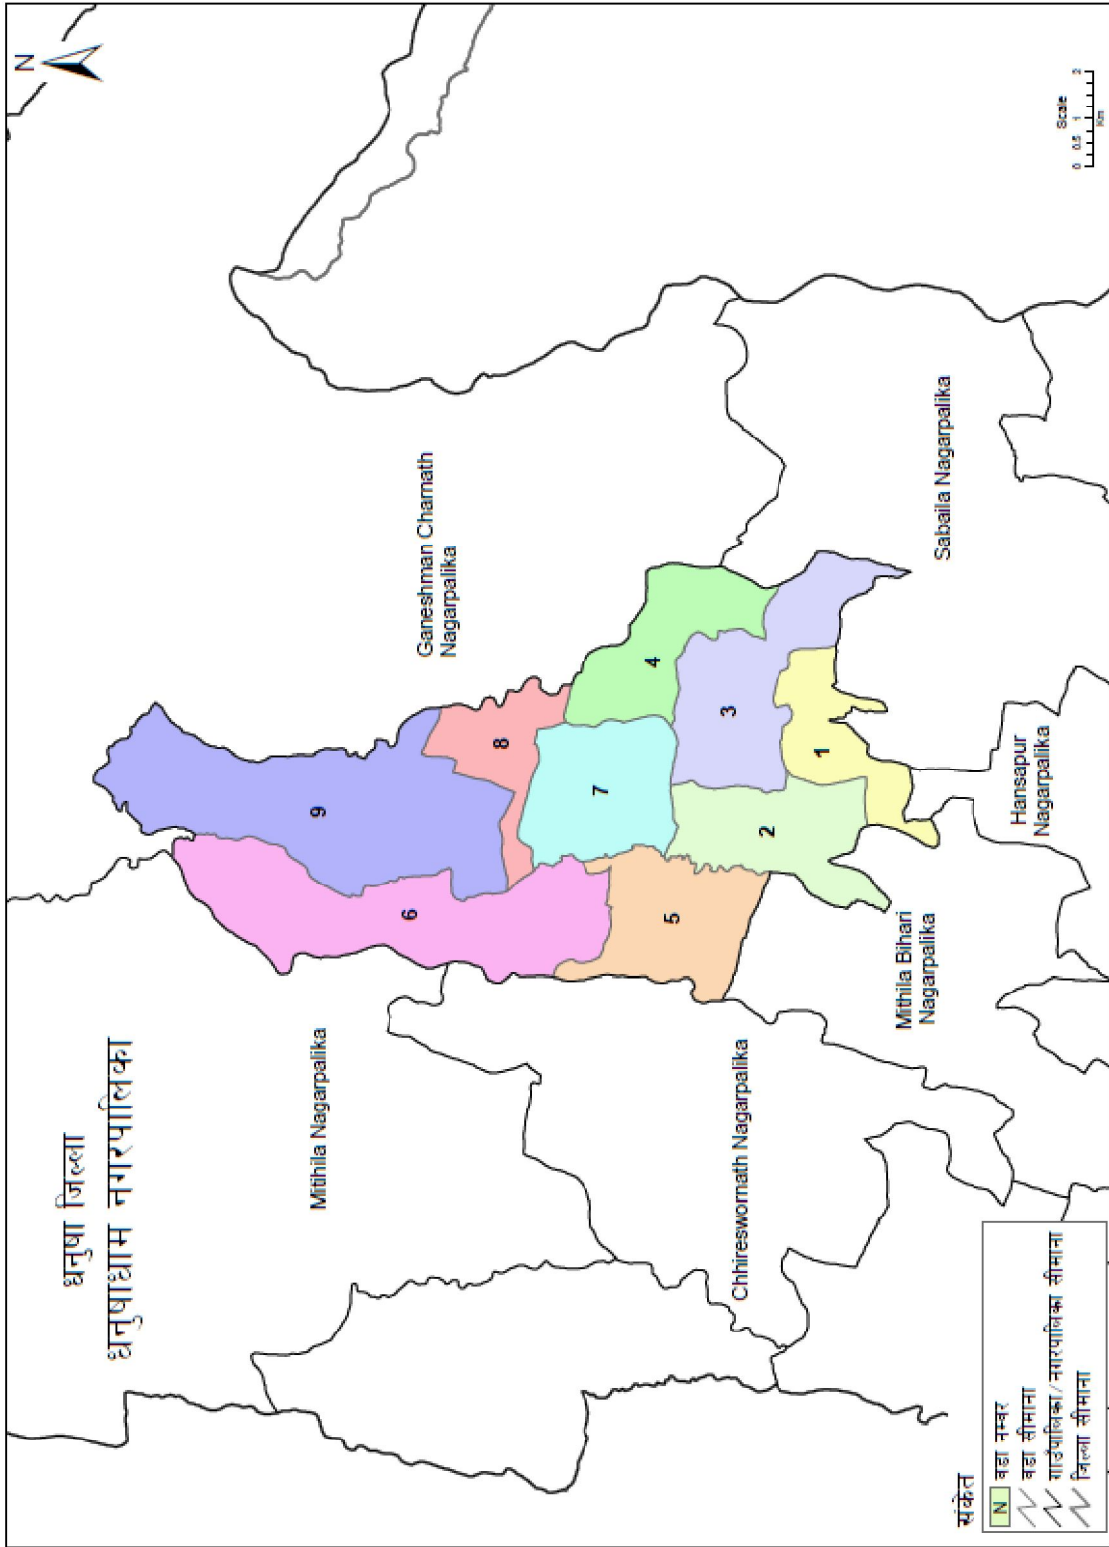 धनुषा जिल्ला
धनुषाधाम नगरपालिका
N
Mithila Nagarpalika
Ganeshman Charnath
Nagarpalika
9
6
8
4
7
3
5
2
1
Chhireswornath Nagarpalika
Mithila Bihari
Nagarpalika
Hansapur
Nagarpalika
Sabaila Nagarpalika
संकेत
N वडा नम्बर
वडा सीमाना
गाउँपालिका/नगरपालिका सीमाना
जिल्ला सीमाना
Scale
0 0.5 1 2
Km